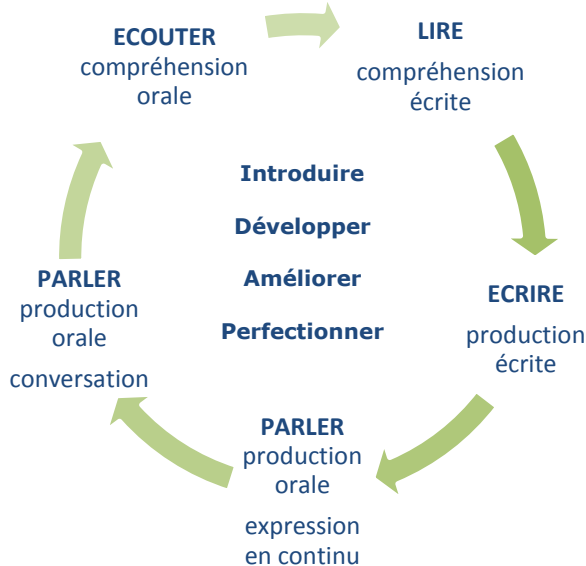 ECOUTER
compréhension
orale
LIRE
compréhension
écrite
ECRIRE
production
écrite
PARLER
production
orale
expression
en continu
PARLER
production
orale
conversation
Introduire
Développer
Améliorer
Perfectionner